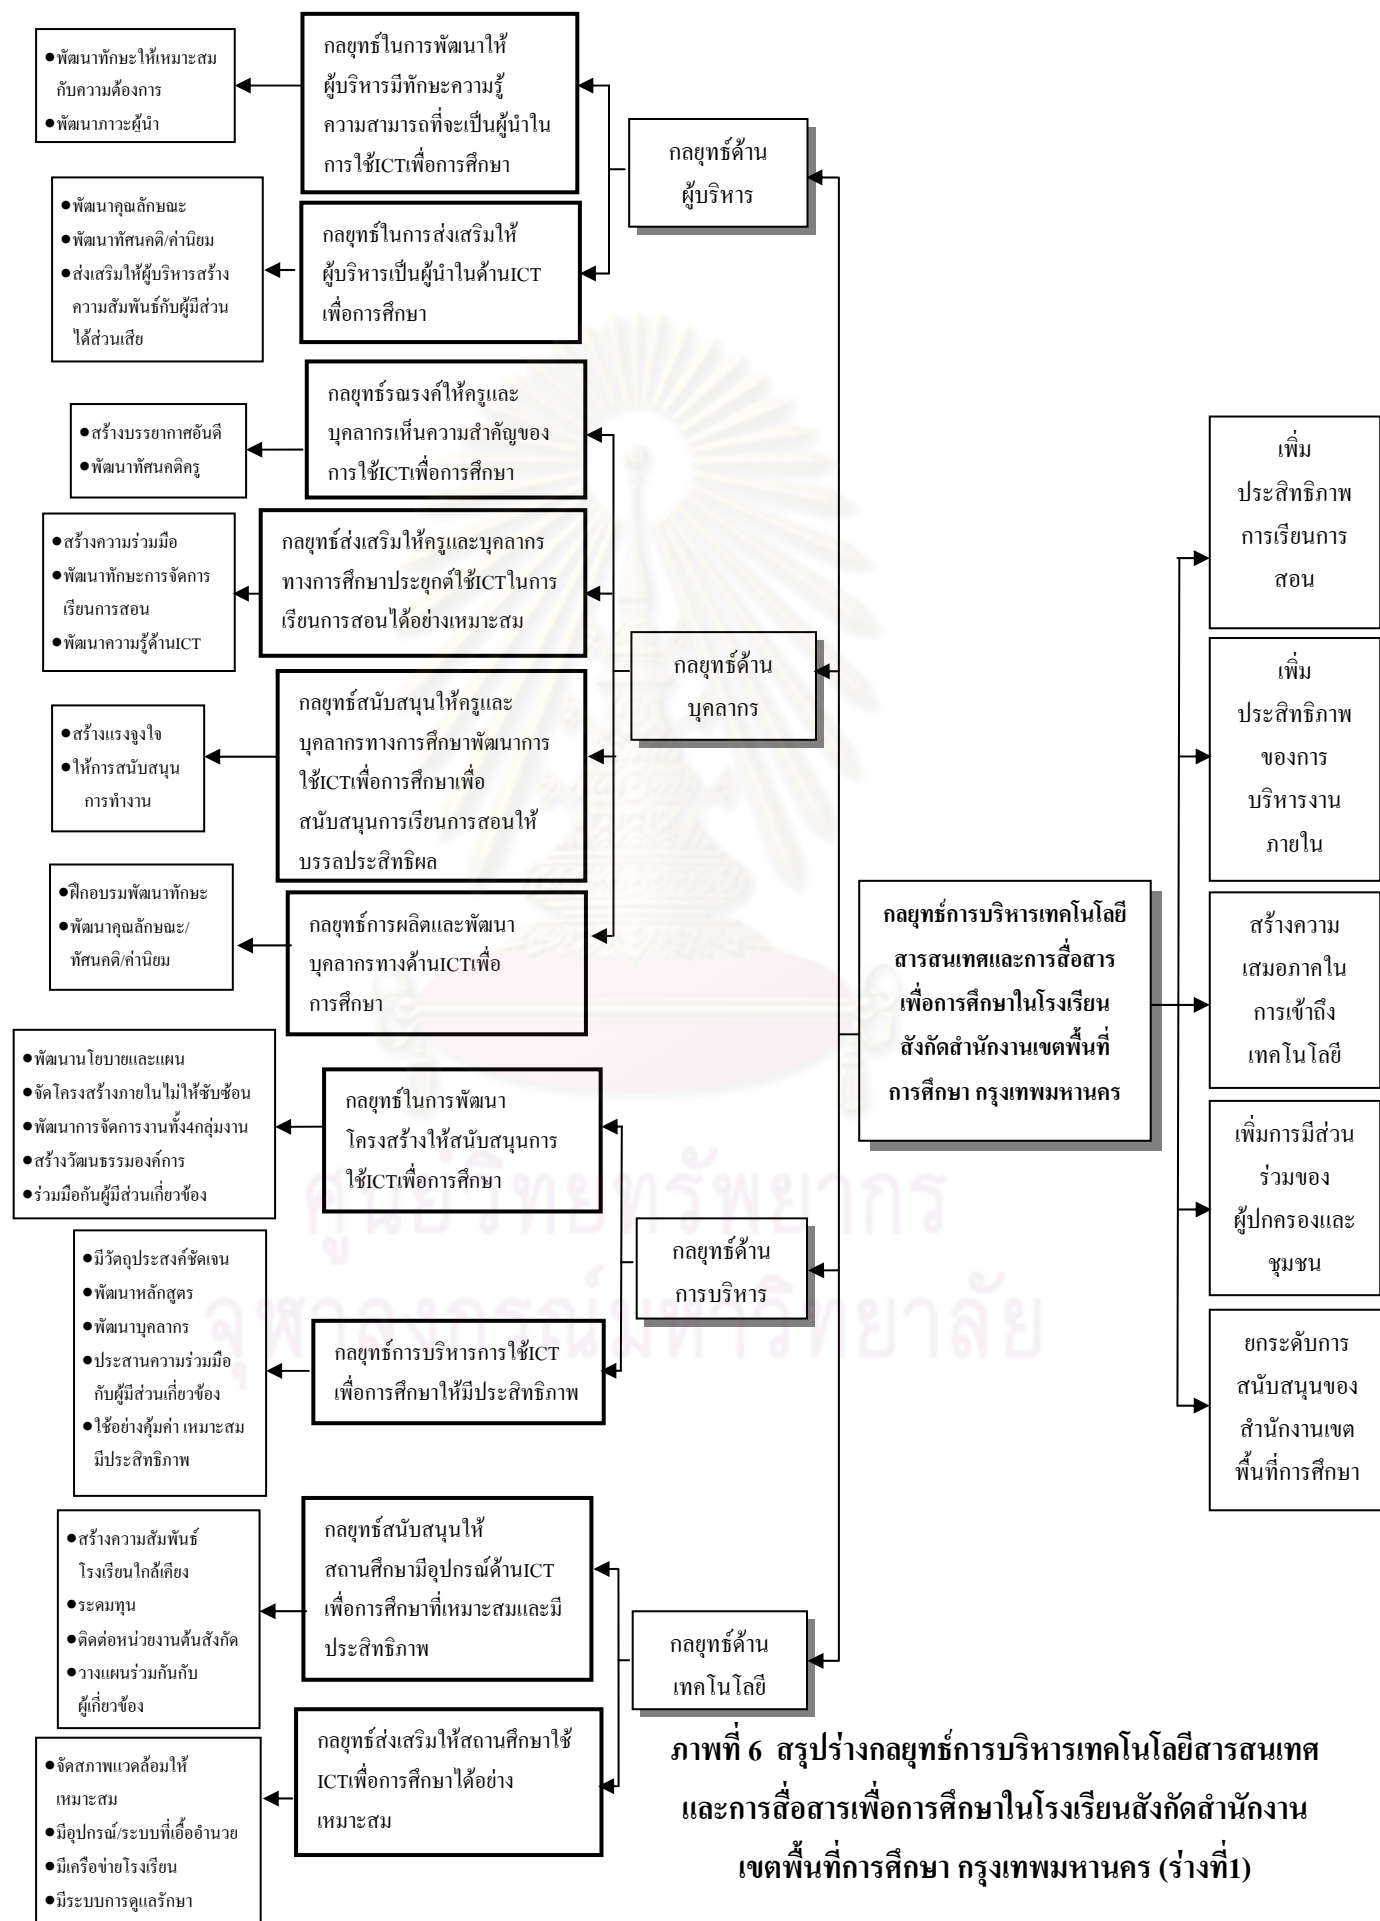 ●พัฒนาทักษะให้เหมาะสม
กับความต้องการ
●พัฒนาภาวะผู้นำ
กลยุทธ์ในการพัฒนาให้
ผู้บริหารมีทักษะความรู้
ความสามารถที่จะเป็นผู้นำใน
การใช้ICTเพื่อการศึกษา
กลยุทธ์ด้าน
ผู้บริหาร
●พัฒนาคุณลักษณะ
●พัฒนาทัศนคติ/ค่านิยม
●ส่งเสริมให้ผู้บริหารสร้าง
ความสัมพันธ์กับผู้มีส่วน
ได้ส่วนเสีย
กลยุทธ์ในการส่งเสริมให้
ผู้บริหารเป็นผู้นำในด้านICT
เพื่อการศึกษา
●สร้างบรรยากาศอันดี
●พัฒนาทัศนคติครู
กลยุทธ์รณรงค์ให้ครูและ
บุคลากรเห็นความสำคัญของ
การใช้ICTเพื่อการศึกษา
●สร้างความร่วมมือ
●พัฒนาทักษะการจัดการ
เรียนการสอน
●พัฒนาความรู้ด้านICT
กลยุทธ์ส่งเสริมให้ครูและบุคลากร
ทางการศึกษาประยุกต์ใช้ICTในการ
เรียนการสอนได้อย่างเหมาะสม
กลยุทธ์ด้าน
บุคลากร
●สร้างแรงจูงใจ
●ให้การสนับสนุน
การทำงาน
กลยุทธ์สนับสนุนให้ครูและ
บุคลากรทางการศึกษาพัฒนาการ
ใช้ICTเพื่อการศึกษาเพื่อ
สนับสนุนการเรียนการสอนให้
บรรลประสิทธิผล
●ฝึกอบรมพัฒนาทักษะ
●พัฒนาคุณลักษณะ/
ทัศนคติ/ค่านิยม
กลยุทธ์การผลิตและพัฒนา
บุคลากรทางด้านICTเพื่อ
การศึกษา
กลยุทธ์การบริหารเทคโนโลยี
สารสนเทศและการสื่อสาร
เพื่อการศึกษาในโรงเรียน
สังกัดสำนักงานเขตพื้นที่
การศึกษา กรุงเทพมหานคร
เพิ่ม
ประสิทธิภาพ
การเรียนการ
สอน
เพิ่ม
ประสิทธิภาพ
ของการ
บริหารงาน
ภายใน
สร้างความ
เสมอภาคใน
การเข้าถึง
เทคโนโลยี
เพิ่มการมีส่วน
ร่วมของ
ผู้ปกครองและ
ชุมชน
ยกระดับการ
สนับสนุนของ
สำนักงานเขต
พื้นที่การศึกษา
●พัฒนานโยบายและแผน
●จัดโครงสร้างภายในไม่ให้ซับซ้อน
●พัฒนาการจัดการงานทั้ง4กลุ่มงาน
●สร้างวัฒนธรรมองค์การ
●ร่วมมือกันผู้มีส่วนเกี่ยวข้อง
กลยุทธ์ในการพัฒนา
โครงสร้างให้สนับสนุนการ
ใช้ICTเพื่อการศึกษา
กลยุทธ์ด้าน
การบริหาร
●มีวัตถุประสงค์ชัดเจน
●พัฒนาหลักสูตร
●พัฒนาบุคลากร
●ประสานความร่วมมือ
กับผู้มีส่วนเกี่ยวข้อง
●ใช้อย่างคุ้มค่า เหมาะสม
มีประสิทธิภาพ
กลยุทธ์การบริหารการใช้ICT
เพื่อการศึกษาให้มีประสิทธิภาพ
ศูนย์วิทยทรัพยากร
จุฬาลงกรณ์มหาวิทยาลัย
●สร้างความสัมพันธ์
โรงเรียนใกล้เคียง
●ระดมทุน
●ติดต่อหน่วยงานต้นสังกัด
●วางแผนร่วมกันกับ
ผู้เกี่ยวข้อง
กลยุทธ์สนับสนุนให้
สถานศึกษามีอุปกรณ์ด้านICT
เพื่อการศึกษาที่เหมาะสมและมี
ประสิทธิภาพ
กลยุทธ์ด้าน
เทคโนโลยี
●จัดสภาพแวดล้อมให้
เหมาะสม
●มีอุปกรณ์/ระบบที่เอื้ออำนวย
●มีเครือข่ายโรงเรียน
●มีระบบการดูแลรักษา
กลยุทธ์ส่งเสริมให้สถานศึกษาใช้
ICTเพื่อการศึกษาได้อย่าง
เหมาะสม
ภาพที่ 6 สรุปร่างกลยุทธ์การบริหารเทคโนโลยีสารสนเทศ
และการสื่อสารเพื่อการศึกษาในโรงเรียนสังกัดสำนักงาน
เขตพื้นที่การศึกษา กรุงเทพมหานคร (ร่างที่1)